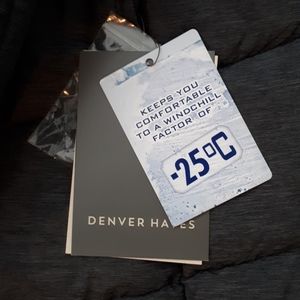 KEEPS YOU
COMFORTABLE
TO A WINDCHILL
FACTOR OF
-25°C
DENVER HAYES